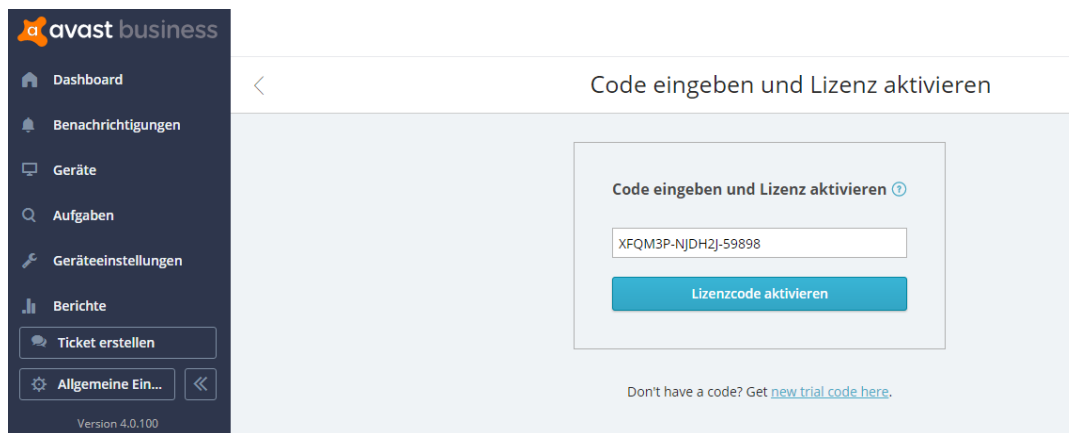 avast business
Dashboard
Benachrichtigungen
Geräte
Aufgaben
Geräteeinstellungen
Berichte
Ticket erstellen
Allgemeine Ein...
Version 4.0.100
Code eingeben und Lizenz aktivieren
Code eingeben und Lizenz aktivieren ?
XFQM3P-NJDH2J-59898
Lizenzcode aktivieren
Don't have a code? Get new trial code here.